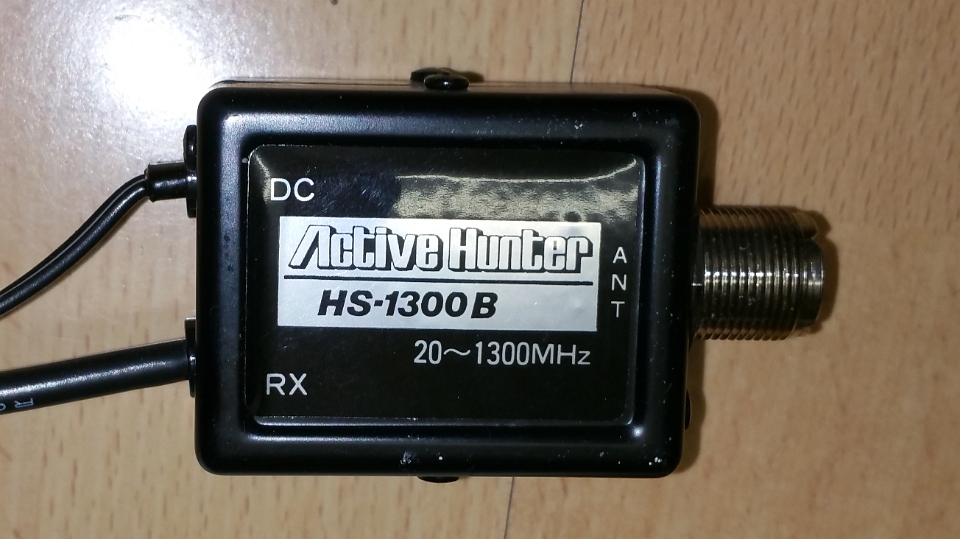 DC
Active Hunter
HS-1300B
ANT
20～1300MHz
RX